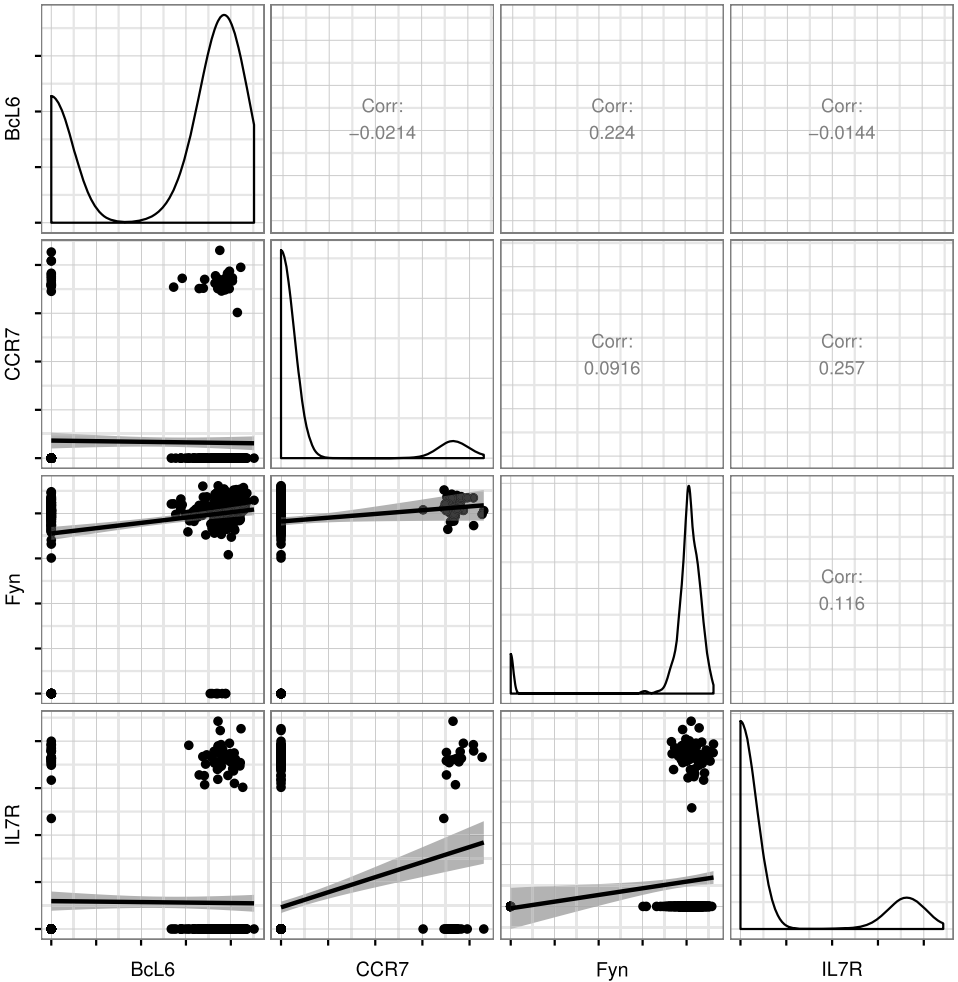 BcL6
Corr:
−0.0214
Corr:
0.224
Corr:
−0.0144
CCR7
Corr:
0.0916
Corr:
0.257
Fyn
Corr:
0.116
IL7R
BcL6
CCR7
Fyn
IL7R